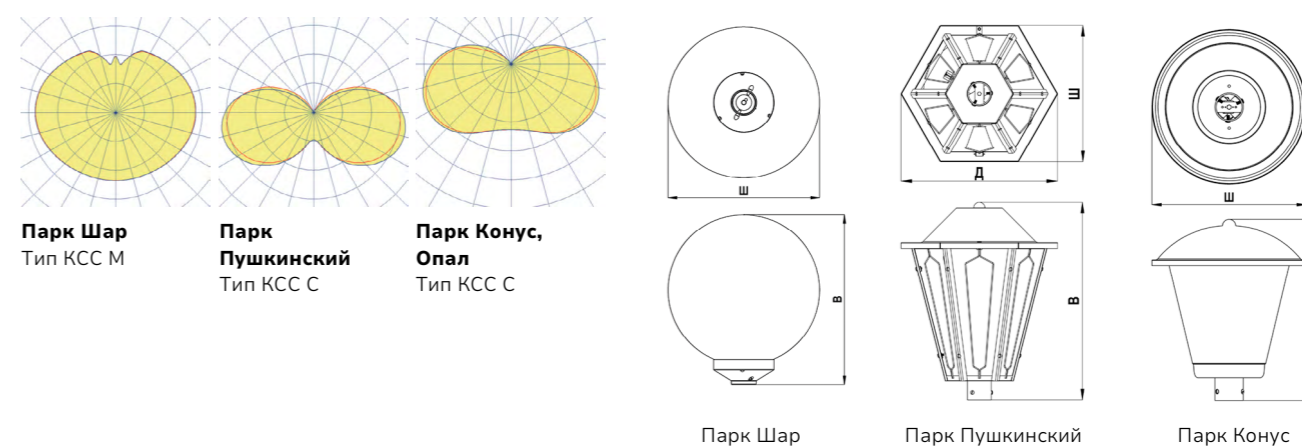 Парк Шар
Тип КСС М
Парк
Пушкинский
Тип КСС С
Парк Конус,
Опал
Тип КСС С
Ш
В
Парк Шар
Ш
Д
В
Парк Пушкинский
Ш
Парк Конус